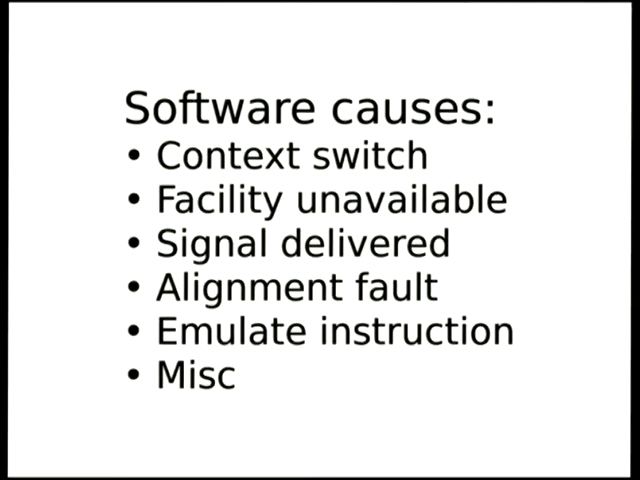 Software causes:
• Context switch
• Facility unavailable
• Signal delivered
• Alignment fault
• Emulate instruction
• Misc